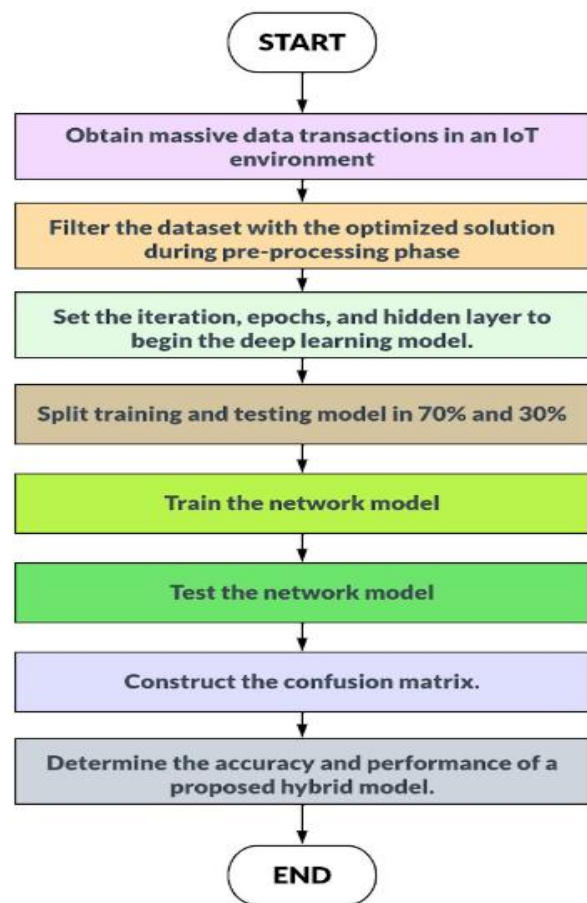 START
Obtain massive data transactions in an IoT
environment
Filter the dataset with the optimized solution
during pre-processing phase
Set the iteration, epochs, and hidden layer to
begin the deep learning model.
Split training and testing model in 70% and 30%
Train the network model
Test the network model
Construct the confusion matrix.
Determine the accuracy and performance of a
proposed hybrid model.
END